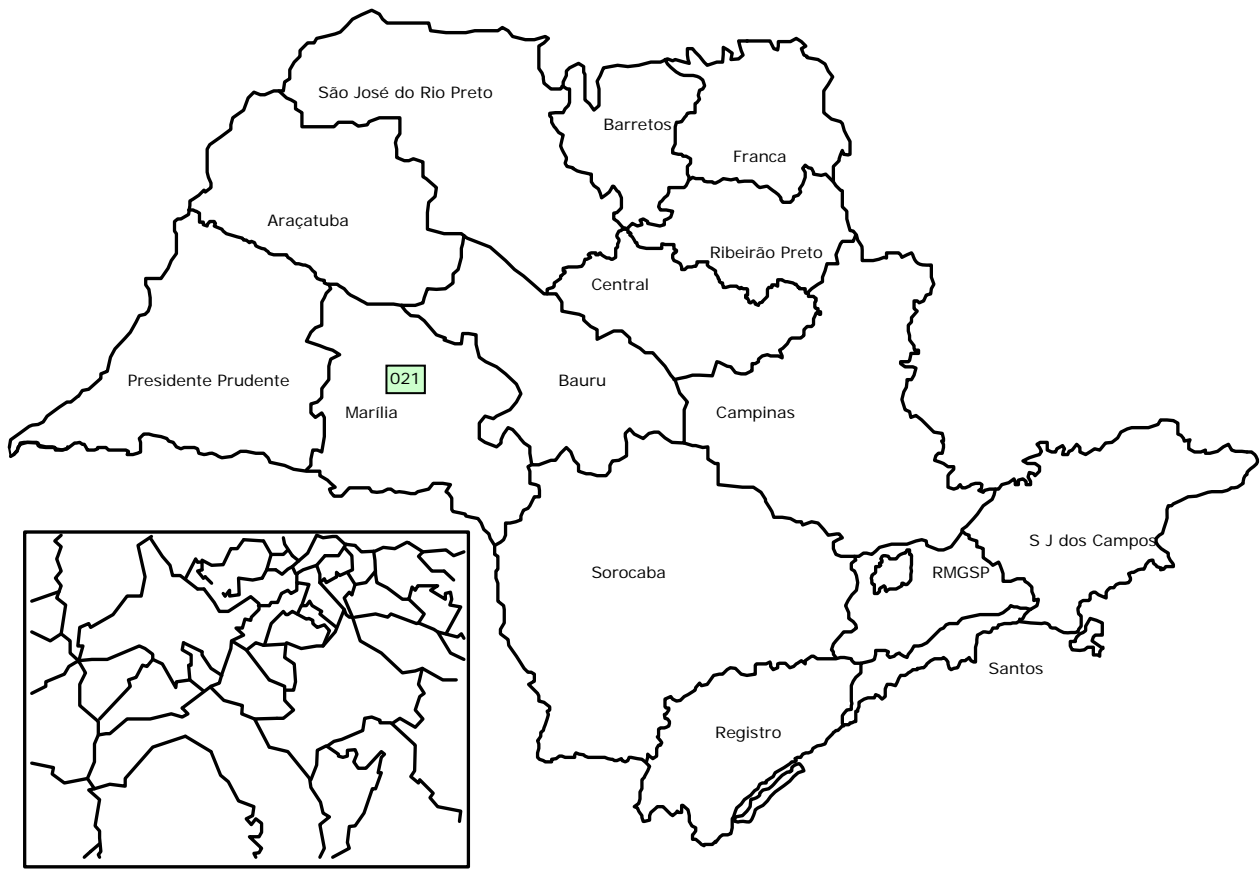 São José do Rio Preto
Barretos
Franca
Araçatuba
Ribeirão Preto
Central
Presidente Prudente
021
Bauru
Marília
Campinas
S J dos Campos
Sorocaba
RMGSP
Santos
Registro